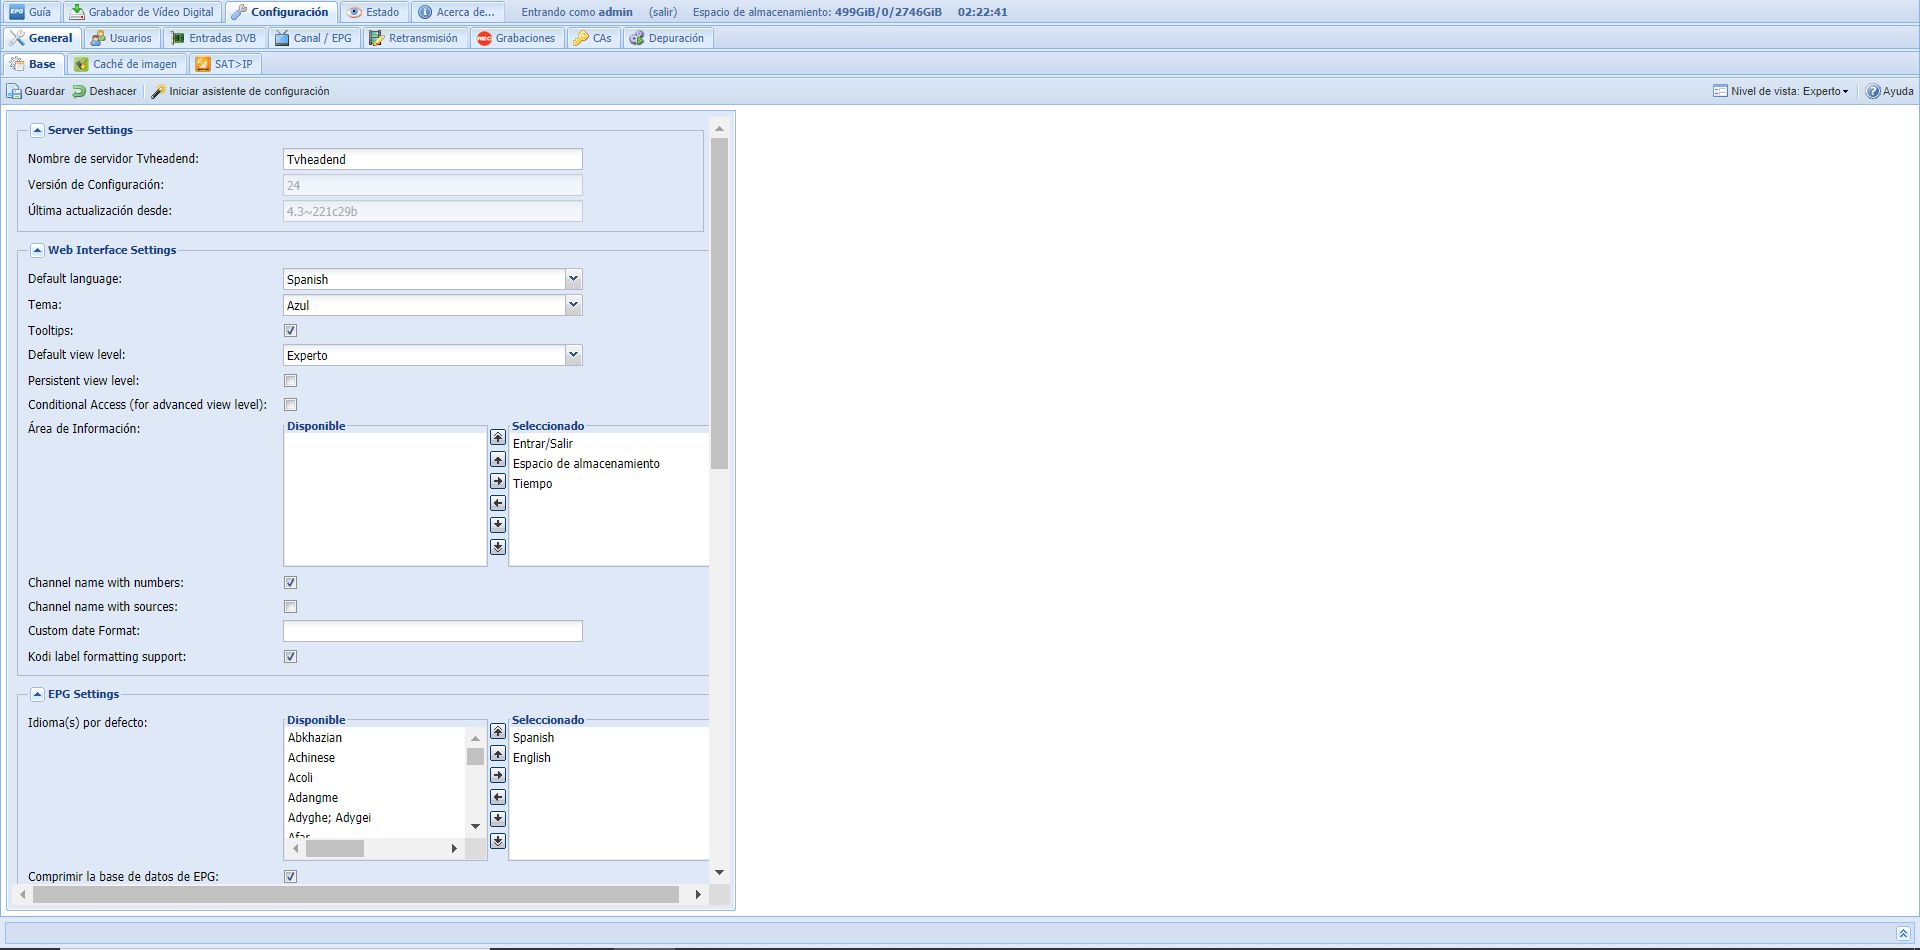 EPG Guía Grabador de Vídeo Digital Configuración Estado Acerca de... Entrando como admin (salir) Espacio de almacenamiento: 499GiB/0/2746GiB 02:22:41
General Usuarios Entradas DVB Canal / EPG Retransmisión REC Grabaciones CAs Depuración
Base Caché de imagen SAT>IP
Guardar Deshacer Iniciar asistente de configuración Nivel de vista: Experto Ayuda
Server Settings
Nombre de servidor Tvheadend: Tvheadend
Versión de Configuración: 24
Última actualización desde: 4.3~221c29b
Web Interface Settings
Default language: Spanish
Tema: Azul
Tooltips:
Default view level: Experto
Persistent view level:
Conditional Access (for advanced view level):
Área de Información: Disponible Seleccionado
Entrar/Salir
Espacio de almacenamiento
Tiempo
Channel name with numbers:
Channel name with sources:
Custom date Format:
Kodi label formatting support:
EPG Settings
Idioma(s) por defecto: Disponible Seleccionado
Abkhazian Spanish
Achinese English
Acoli
Adangme
Adyghe; Adygei
Afar
Comprimir la base de datos de EPG: